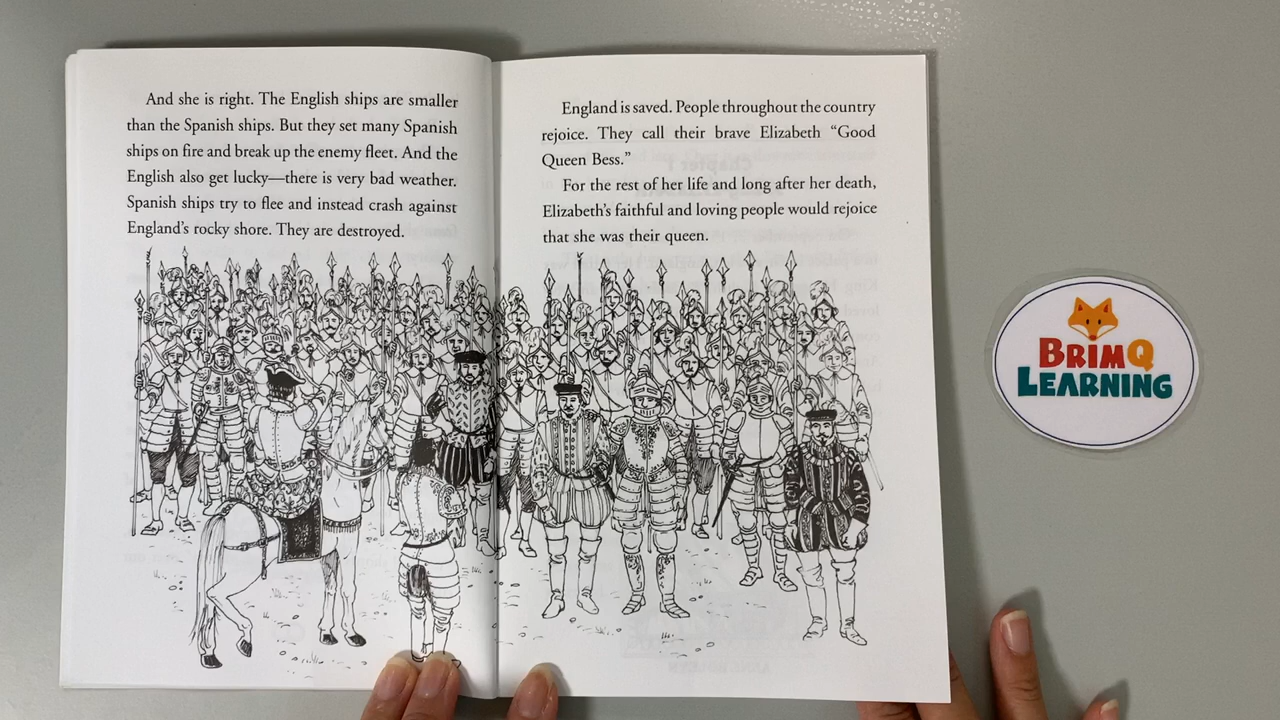 And she is right. The English ships are smaller
than the Spanish ships. But they set many Spanish
ships on fire and break up the enemy fleet. And the
English also get lucky—there is very bad weather.
Spanish ships try to flee and instead crash against
England's rocky shore. They are destroyed.
England is saved. People throughout the country
rejoice. They call their brave Elizabeth “Good
Queen Bess.”
For the rest of her life and long after her death,
Elizabeth's faithful and loving people would rejoice
that she was their queen.
BRIMQ
LEARNING